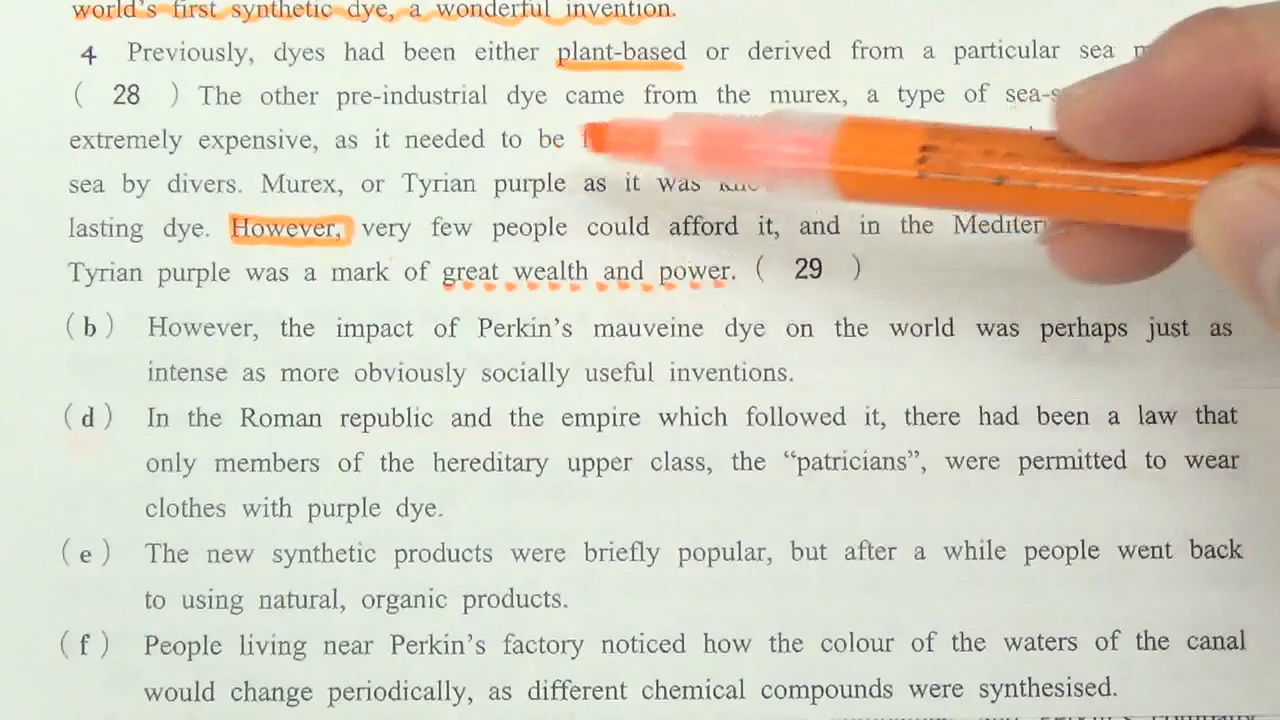 world's first synthetic dye, a wonderful invention.
4 Previously, dyes had been either plant-based or derived from a particular sea
( 28 ) The other pre-industrial dye came from the murex, a type of
extremely expensive, as it needed to be
sea by divers. Murex, or Tyrian purple as it was
lasting dye. However, very few people could afford it, and in the
Tyrian purple was a mark of great wealth and power. ( 29 )
(b) However, the impact of Perkin's mauveine dye on the world was perhaps just as
intense as more obviously socially useful inventions.
(d) In the Roman republic and the empire which followed it, there had been a law that
only members of the hereditary upper class, the “patricians”, were permitted to wear
clothes with purple dye.
(e) The new synthetic products were briefly popular, but after a while people went back
to using natural, organic products.
(f) People living near Perkin's factory noticed how the colour of the waters of the canal
would change periodically, as different chemical compounds were synthesised.